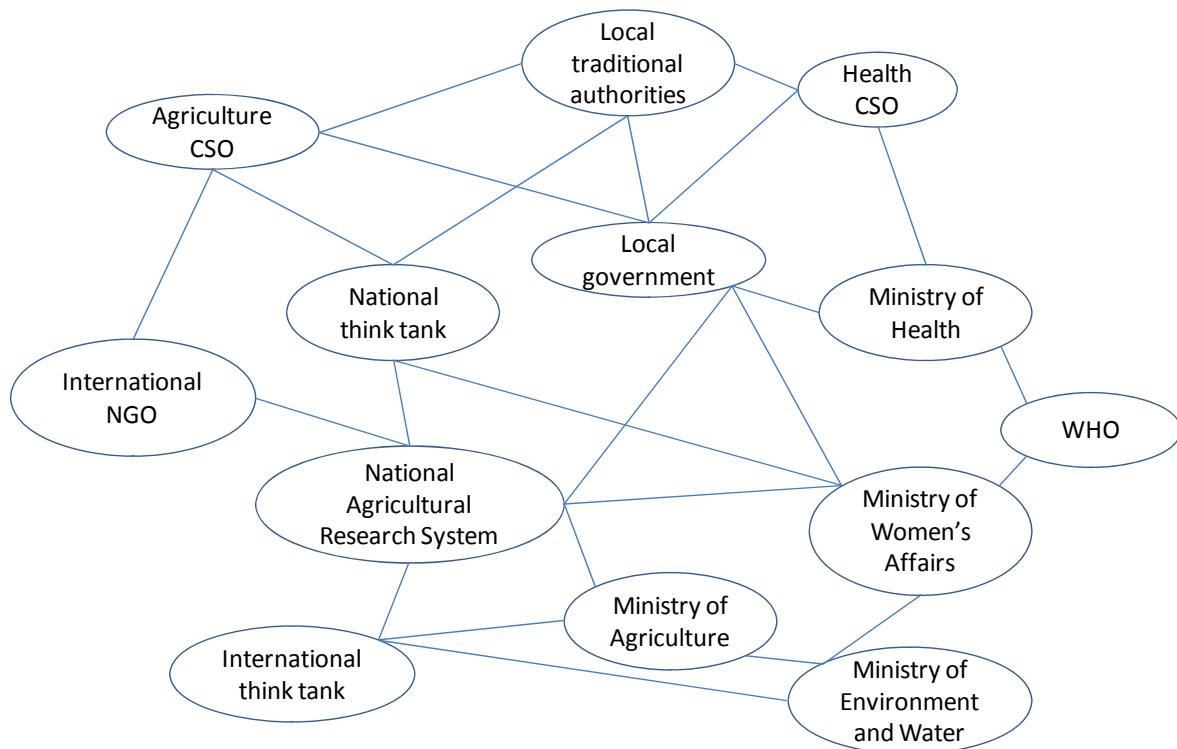 Local
traditional
authorities
Health
CSO
Agriculture
CSO
Local
government
National
think tank
Ministry of
Health
International
NGO
WHO
National
Agricultural
Research System
Ministry of
Women’s
Affairs
Ministry of
Agriculture
International
think tank
Ministry of
Environment
and Water